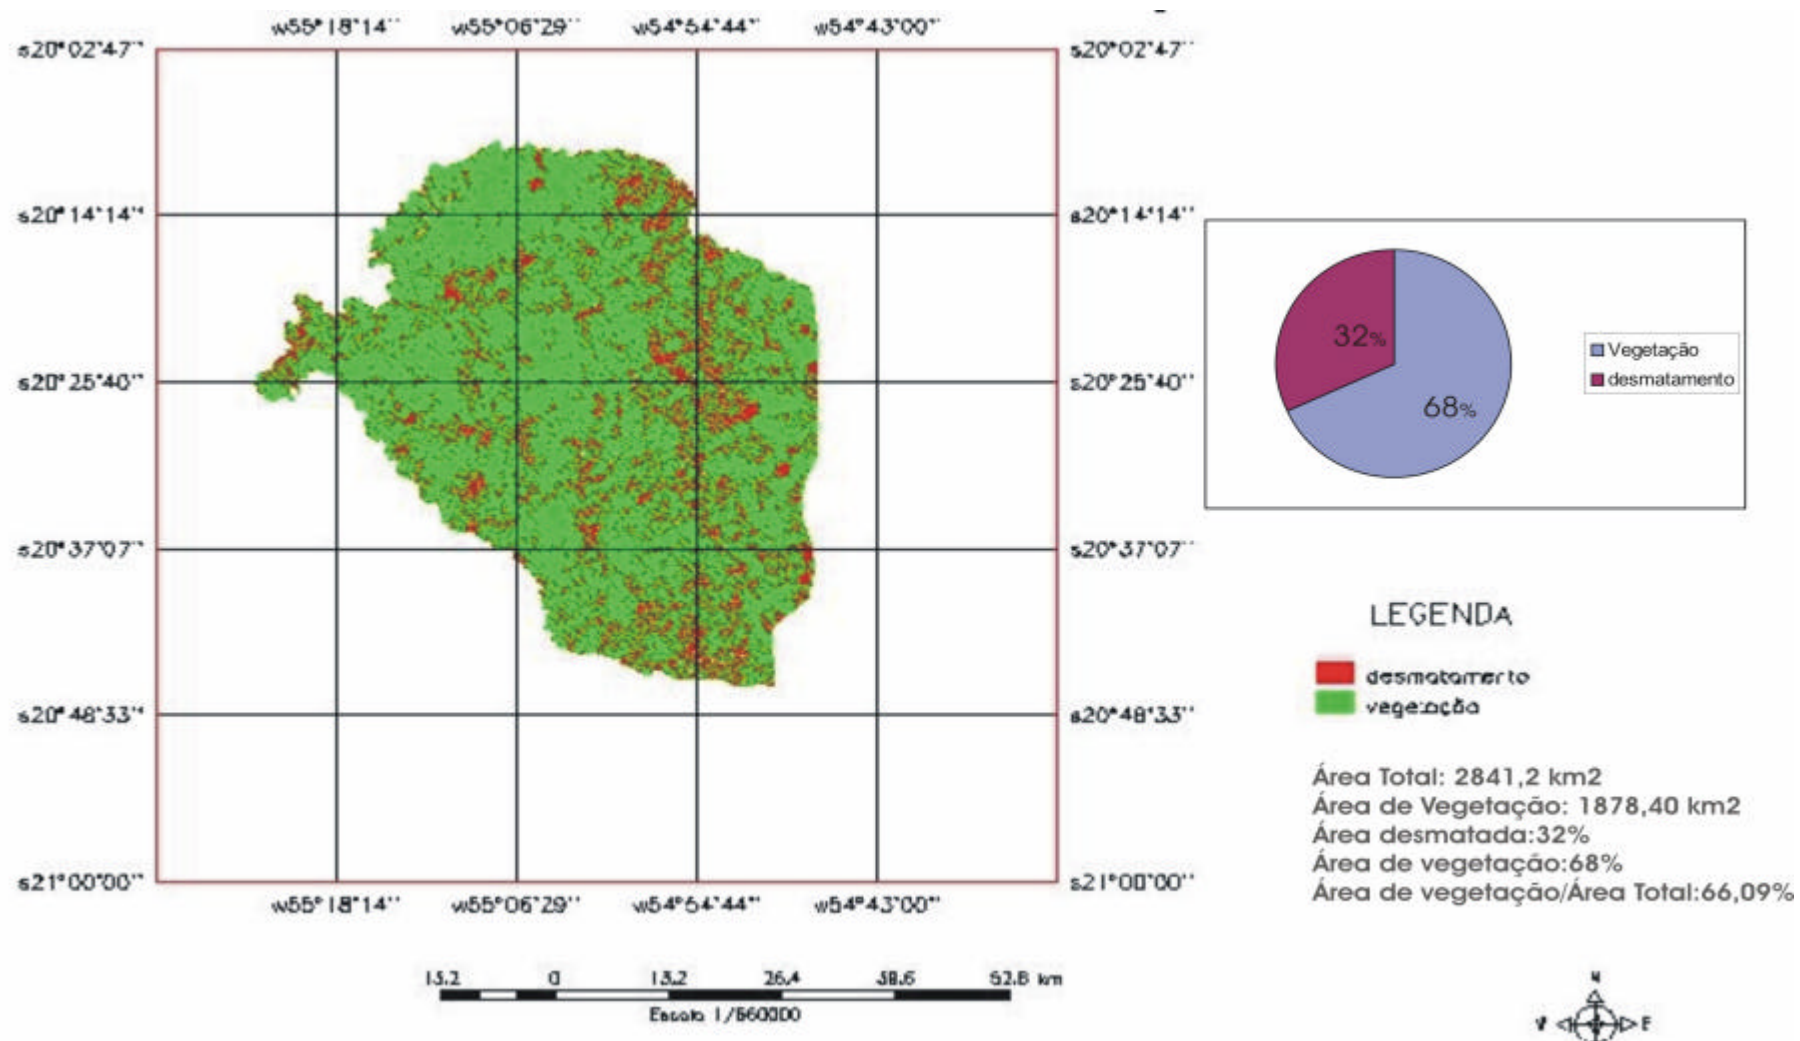 w55°18'14'' w55°06'29'' w54°54'44'' w54°43'00''
s20°02'47'' s20°02'47''
s20°14'14'' s20°14'14''
s20°25'40'' s20°25'40''
s20°37'07'' s20°37'07''
s20°48'33'' s20°48'33''
s21°00'00'' s21°00'00''
w55°18'14'' w55°06'29'' w54°54'44'' w54°43'00''
13.2 0 13.2 26.4 39.6 52.8 km
Escala 1/660000
32%
68%
Vegetação
desmatamento
LEGENDA
desmatamento
vegetação
Área Total: 2841,2 km2
Área de Vegetação: 1878,40 km2
Área desmatada:32%
Área de vegetação:68%
Área de vegetação/Área Total:66,09%
N
W E